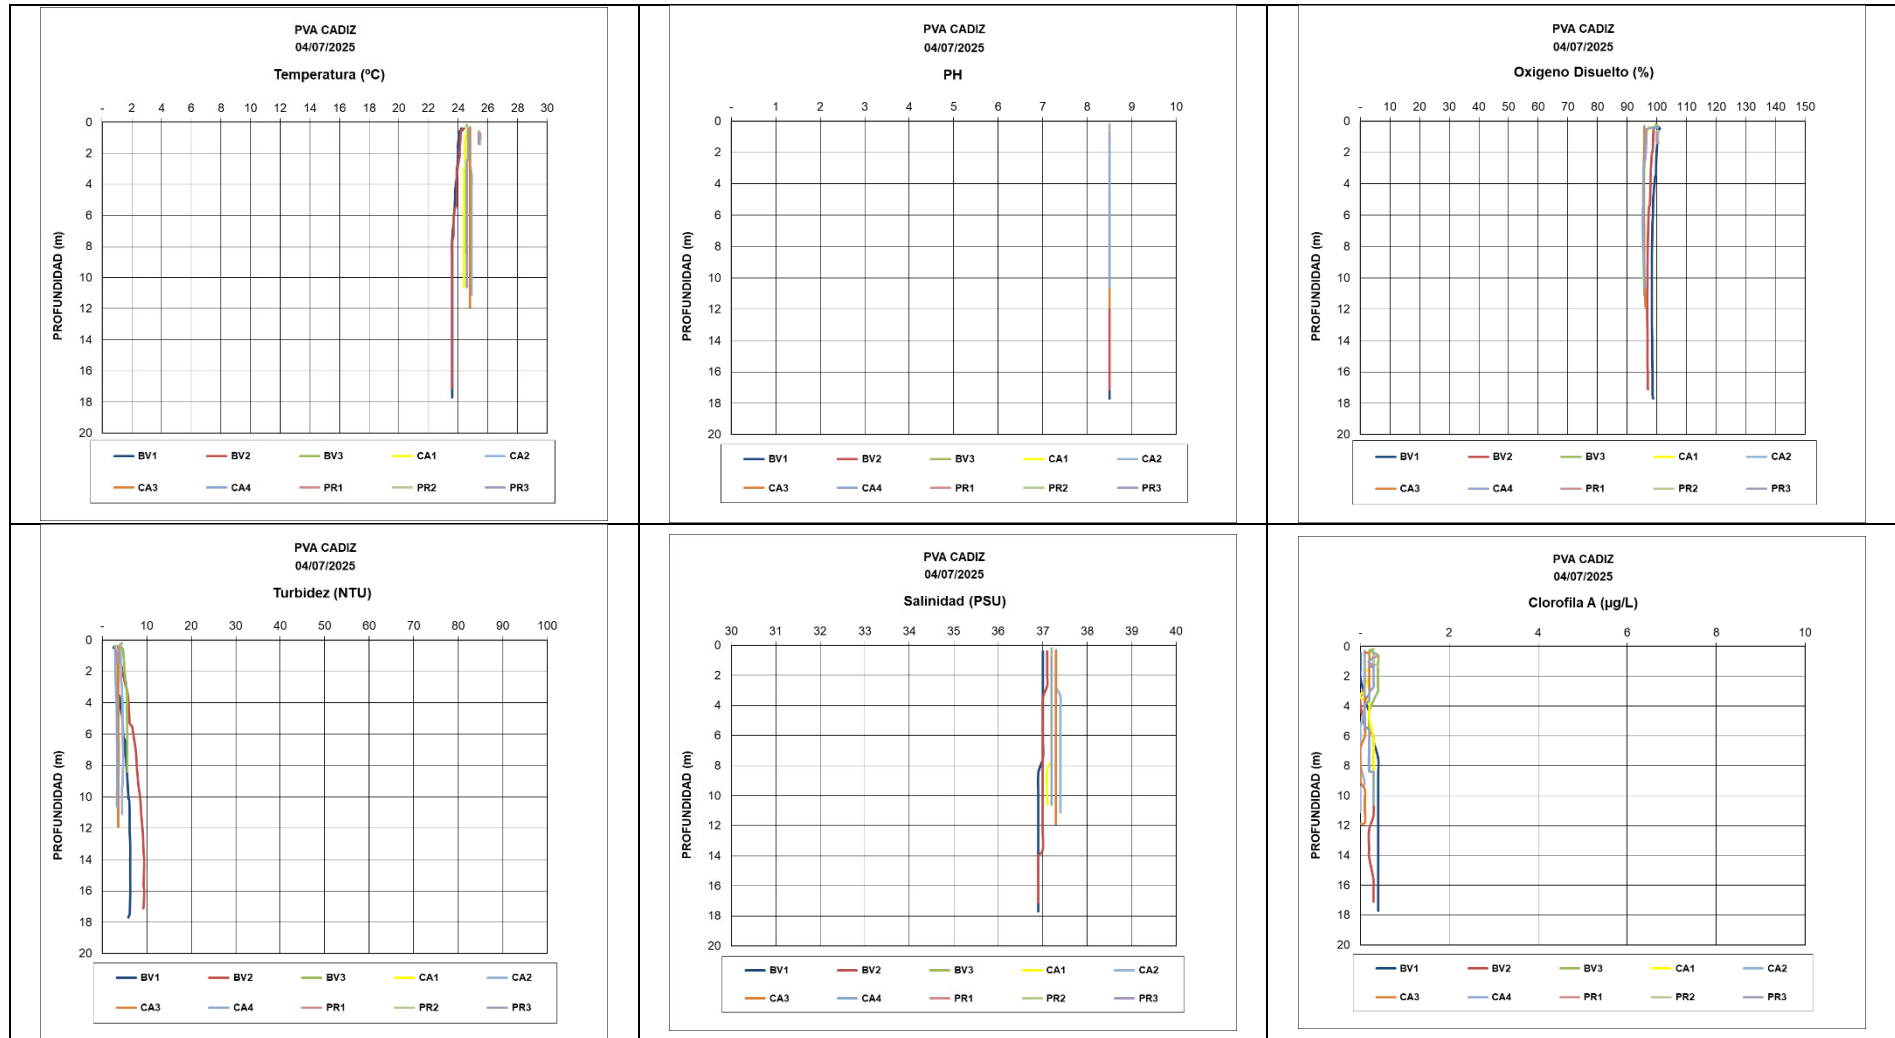 PVA CADIZ
04/07/2025
Temperatura (ºC)
- 2 4 6 8 10 12 14 16 18 20 22 24 26 28 30
0
2
4
6
8
10
12
14
16
18
20
PROFUNDIDAD (m)
BV1 BV2 BV3 CA1 CA2
CA3 CA4 PR1 PR2 PR3
PVA CADIZ
04/07/2025
PH
- 1 2 3 4 5 6 7 8 9 10
0
2
4
6
8
10
12
14
16
18
20
PROFUNDIDAD (m)
BV1 BV2 BV3 CA1 CA2
CA3 CA4 PR1 PR2 PR3
PVA CADIZ
04/07/2025
Oxigeno Disuelto (%)
- 10 20 30 40 50 60 70 80 90 100 110 120 130 140 150
0
2
4
6
8
10
12
14
16
18
20
PROFUNDIDAD (m)
BV1 BV2 BV3 CA1 CA2
CA3 CA4 PR1 PR2 PR3
PVA CADIZ
04/07/2025
Turbidez (NTU)
- 10 20 30 40 50 60 70 80 90 100
0
2
4
6
8
10
12
14
16
18
20
PROFUNDIDAD (m)
BV1 BV2 BV3 CA1 CA2
CA3 CA4 PR1 PR2 PR3
PVA CADIZ
04/07/2025
Salinidad (PSU)
30 31 32 33 34 35 36 37 38 39 40
0
2
4
6
8
10
12
14
16
18
20
PROFUNDIDAD (m)
BV1 BV2 BV3 CA1 CA2
CA3 CA4 PR1 PR2 PR3
PVA CADIZ
04/07/2025
Clorofila A (µg/L)
- 2 4 6 8 10
0
2
4
6
8
10
12
14
16
18
20
PROFUNDIDAD (m)
BV1 BV2 BV3 CA1 CA2
CA3 CA4 PR1 PR2 PR3